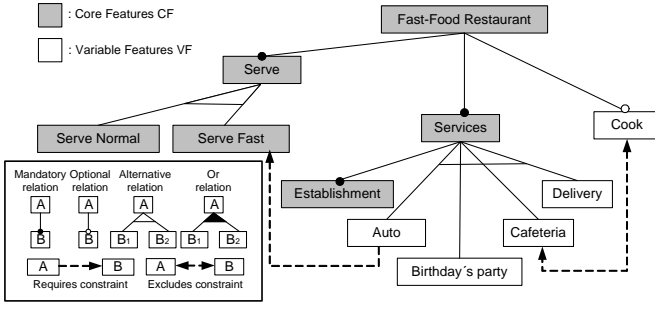 : Core Features CF
: Variable Features VF
Fast-Food Restaurant
Serve
Serve Normal
Serve Fast
Services
Cook
Establishment
Delivery
Auto
Cafeteria
Birthday´s party
Mandatory relation
Optional relation
Alternative relation
Or relation
A A A A
B B B1 B2 B1 B2
A B A B
Requires constraint Excludes constraint